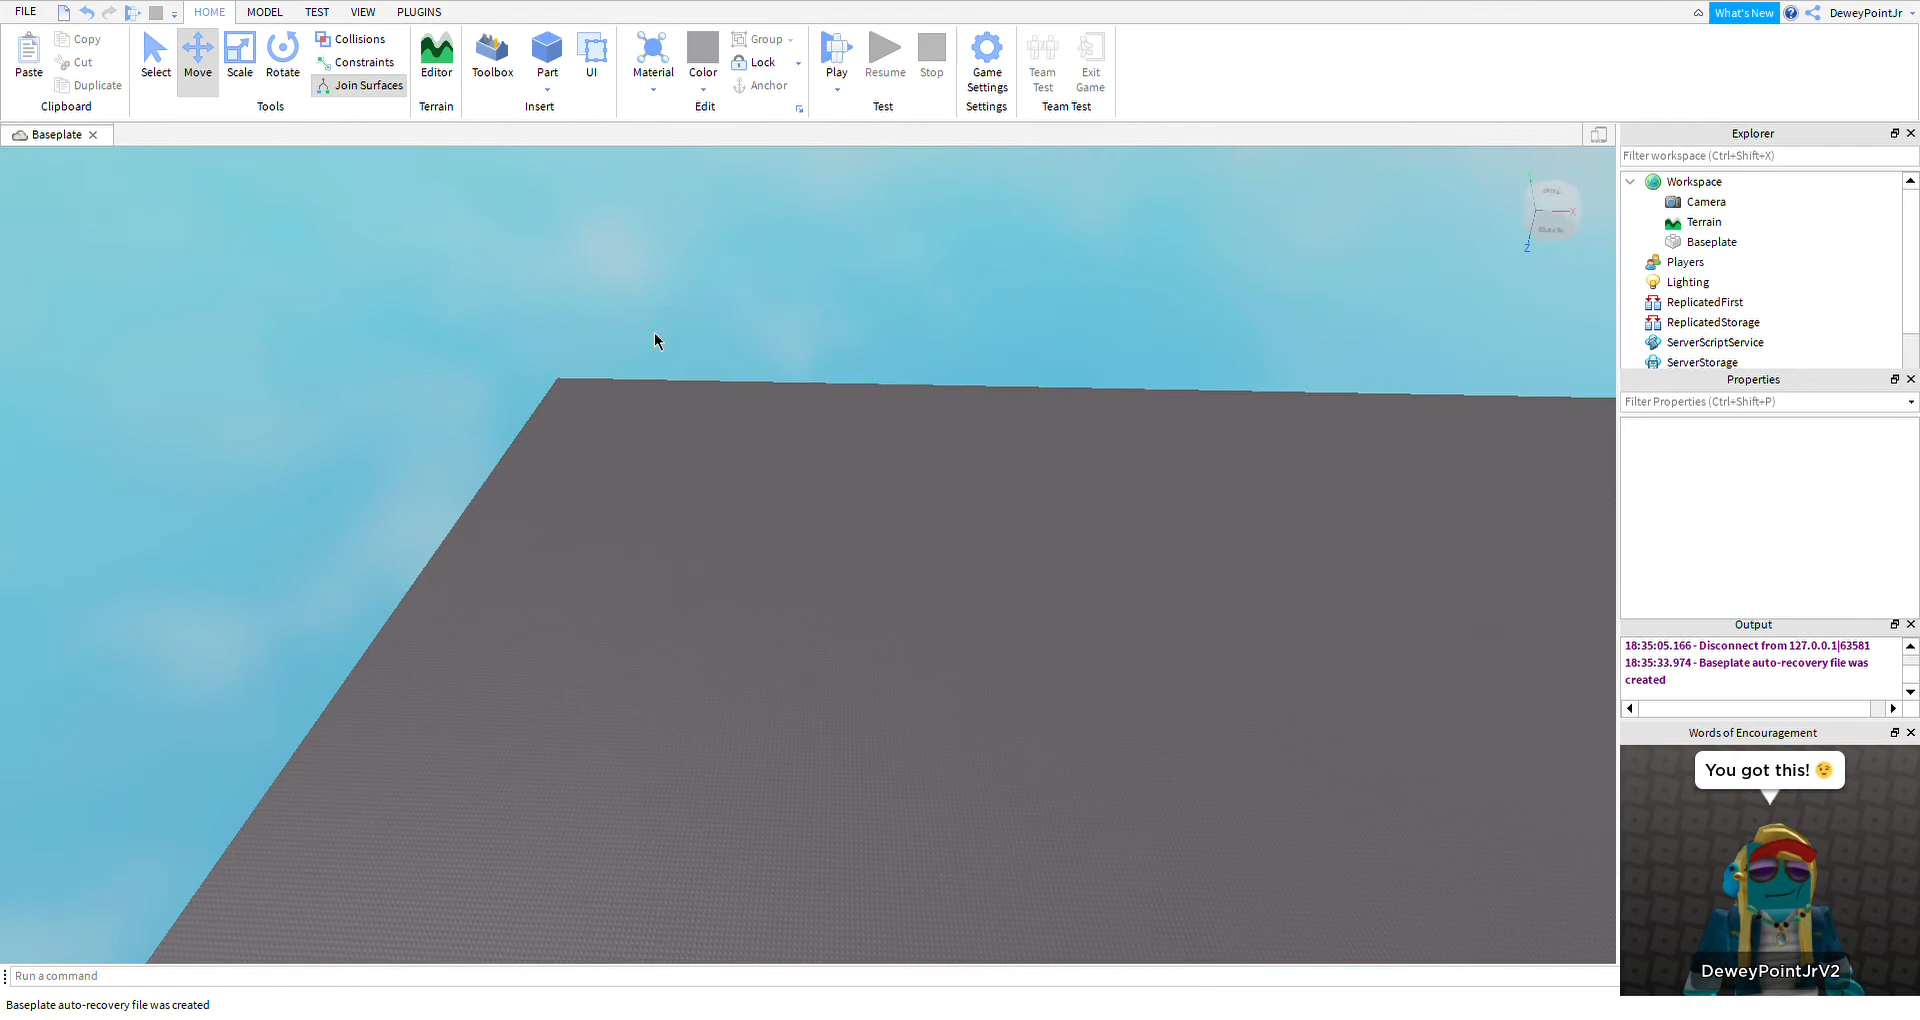 FILE
HOME
MODEL
TEST
VIEW
PLUGINS
What's New
DeweyPointJr
Paste
Copy
Cut
Duplicate
Clipboard
Select
Move
Scale
Rotate
Collisions
Constraints
Join Surfaces
Tools
Editor
Terrain
Toolbox
Part
UI
Insert
Material
Color
Group
Lock
Anchor
Edit
Play
Resume
Stop
Test
Game
Settings
Settings
Team
Test
Exit
Game
Team Test
Baseplate
X
Z
Explorer
Filter workspace (Ctrl+Shift+X)
Workspace
Camera
Terrain
Baseplate
Players
Lighting
ReplicatedFirst
ReplicatedStorage
ServerScriptService
ServerStorage
Properties
Filter Properties (Ctrl+Shift+P)
Output
18:35:05.166 - Disconnect from 127.0.0.1|63581
18:35:33.974 - Baseplate auto-recovery file was
created
Words of Encouragement
You got this! 😉
DeweyPointJrV2
Run a command
Baseplate auto-recovery file was created